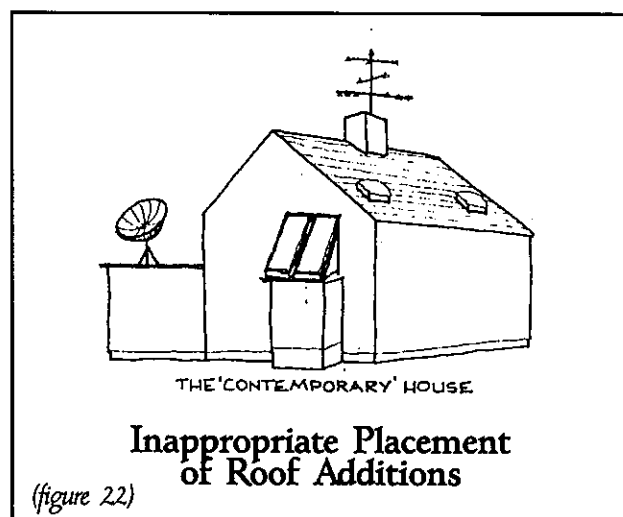 THE 'CONTEMPORARY' HOUSE
Inappropriate Placement
of Roof Additions
(figure 22)